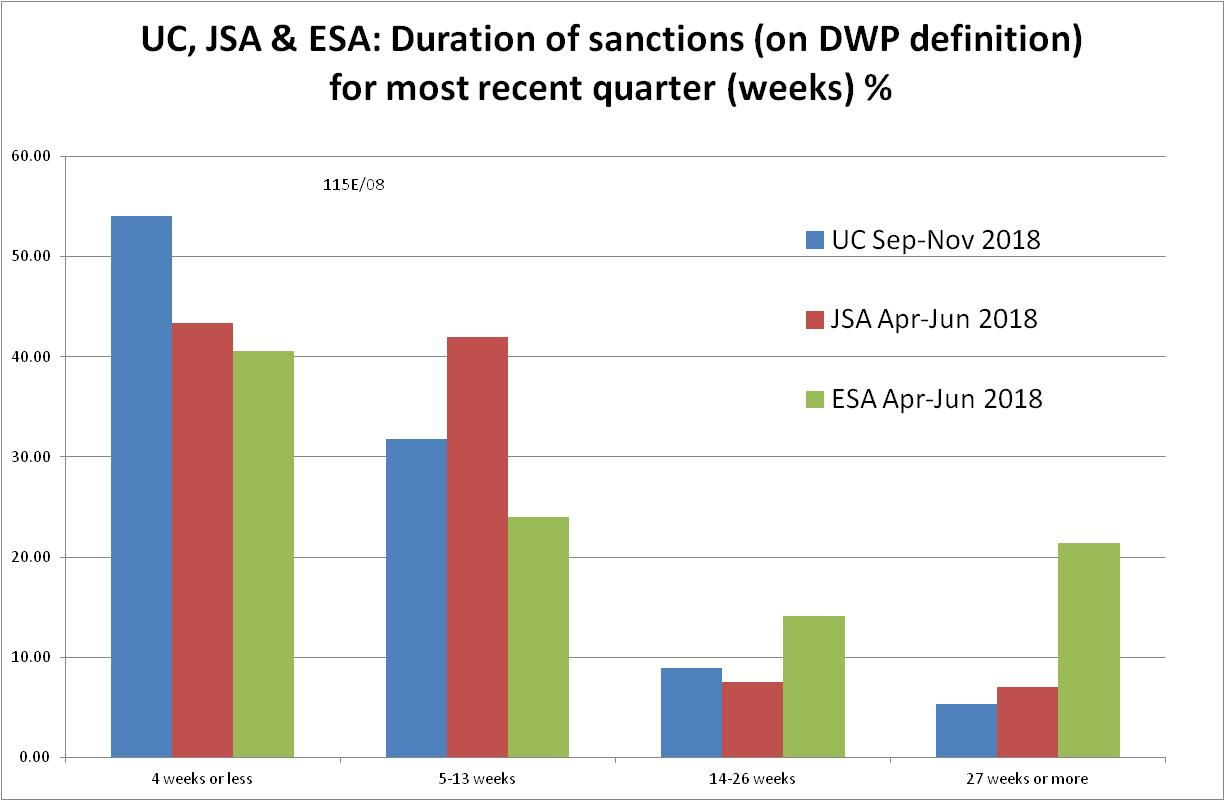 UC, JSA & ESA: Duration of sanctions (on DWP definition)
for most recent quarter (weeks) %
60.00
115E/08
50.00
40.00
30.00
20.00
10.00
0.00
UC Sep-Nov 2018
JSA Apr-Jun 2018
ESA Apr-Jun 2018
4 weeks or less
5-13 weeks
14-26 weeks
27 weeks or more